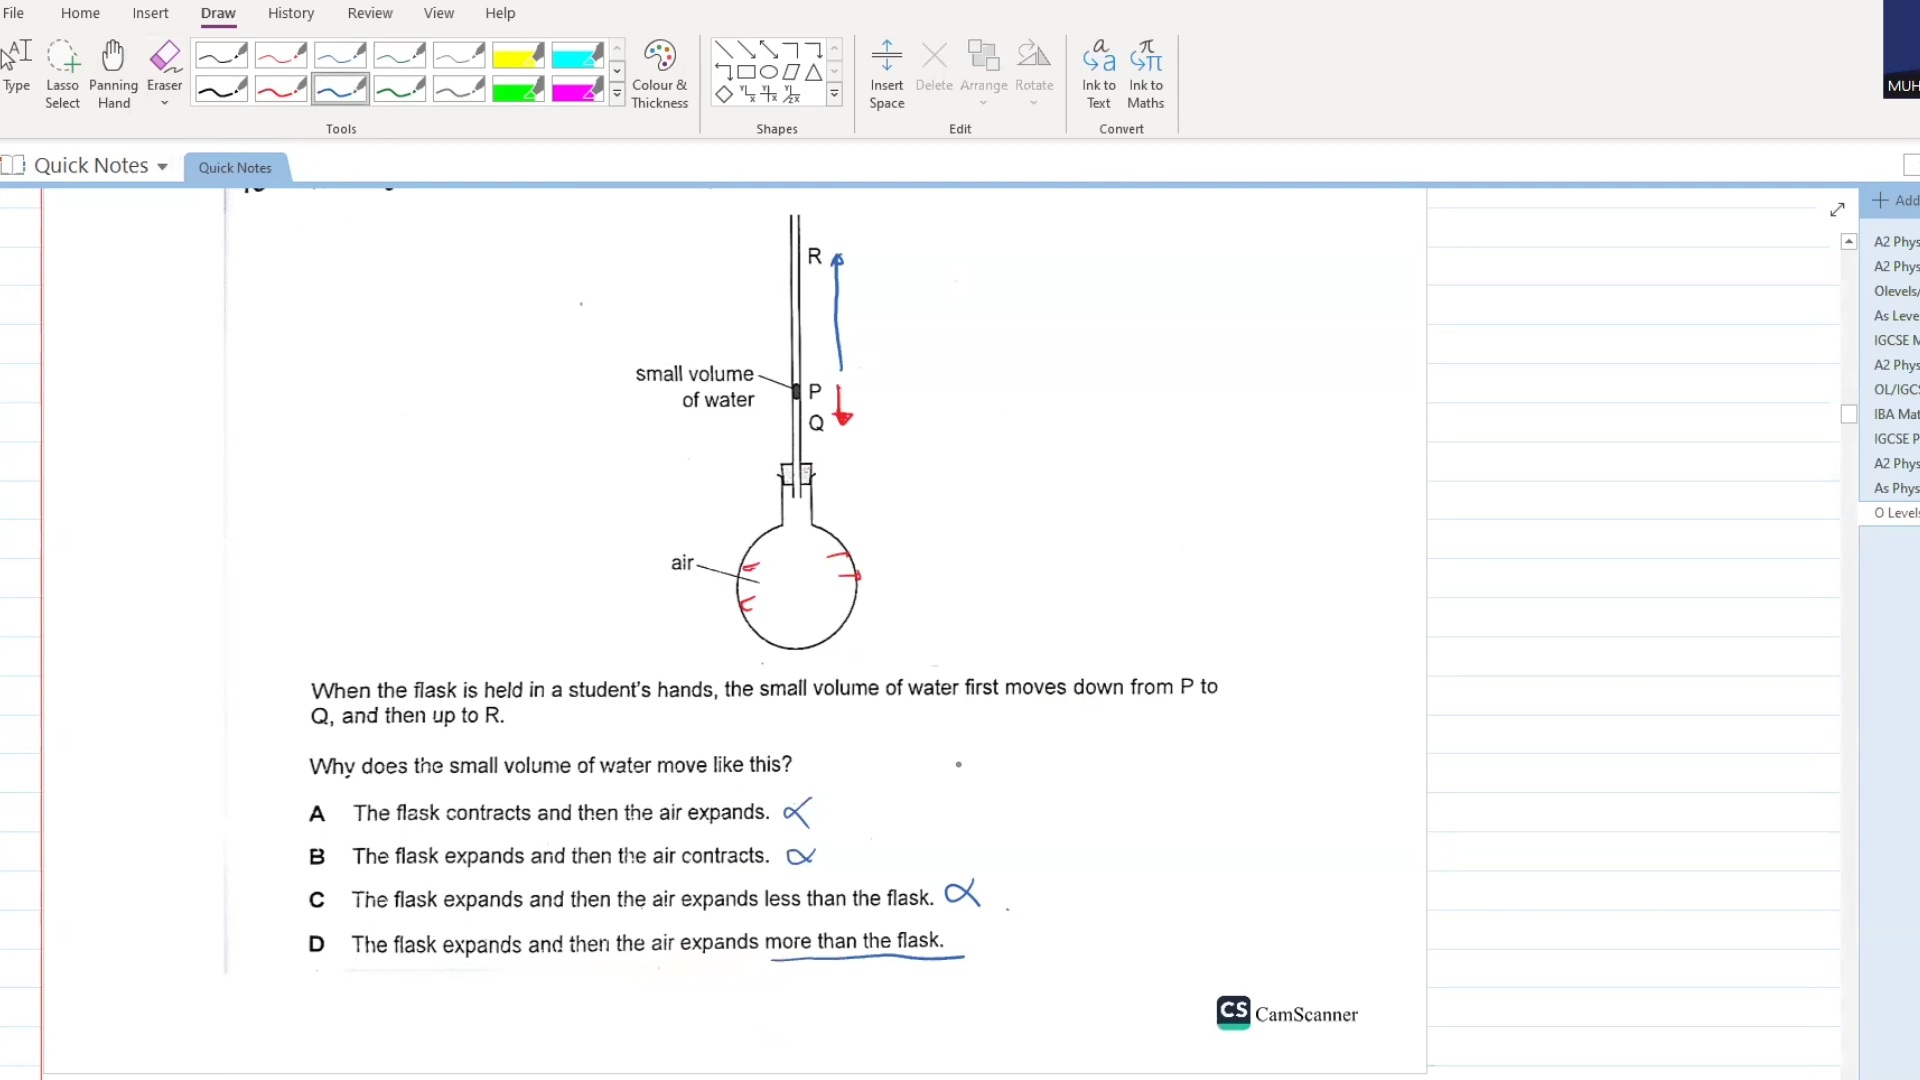 File Home Insert Draw History Review View Help
Type Lasso Select Panning Hand Eraser Colour & Thickness Insert Space Delete Arrange Rotate Ink to Text Ink to Maths
Tools Shapes Edit Convert
MUH
Quick Notes Quick Notes
Add
A2 Phys
A2 Phys
Olevels/
As Leve
IGCSE M
A2 Phys
OL/IGCS
IBA Mat
IGCSE P
A2 Phys
As Phys
O Levels
R
small volume
of water
P
Q
air
When the flask is held in a student's hands, the small volume of water first moves down from P to
Q, and then up to R.
Why does the small volume of water move like this?
A The flask contracts and then the air expands.
B The flask expands and then the air contracts.
C The flask expands and then the air expands less than the flask.
D The flask expands and then the air expands more than the flask.
CS CamScanner